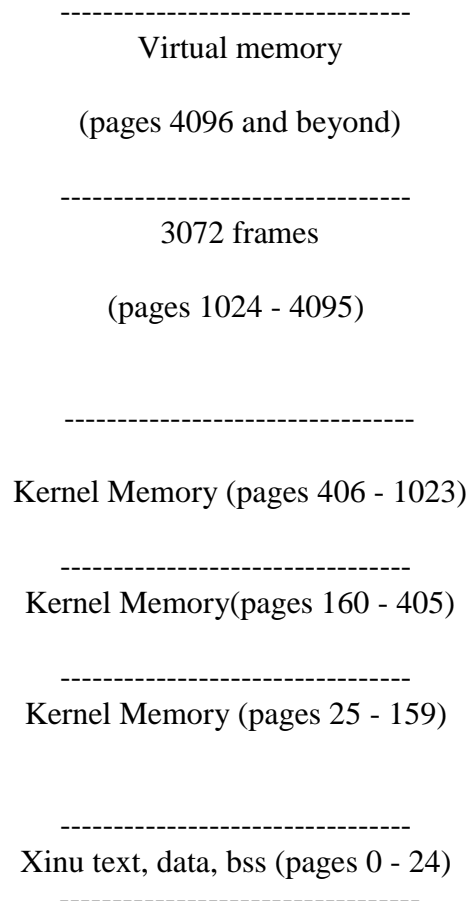 ---------------------------------
Virtual memory
(pages 4096 and beyond)
---------------------------------
3072 frames
(pages 1024 - 4095)
---------------------------------
Kernel Memory (pages 406 - 1023)
---------------------------------
Kernel Memory(pages 160 - 405)
---------------------------------
Kernel Memory (pages 25 - 159)
---------------------------------
Xinu text, data, bss (pages 0 - 24)
----------------------------------